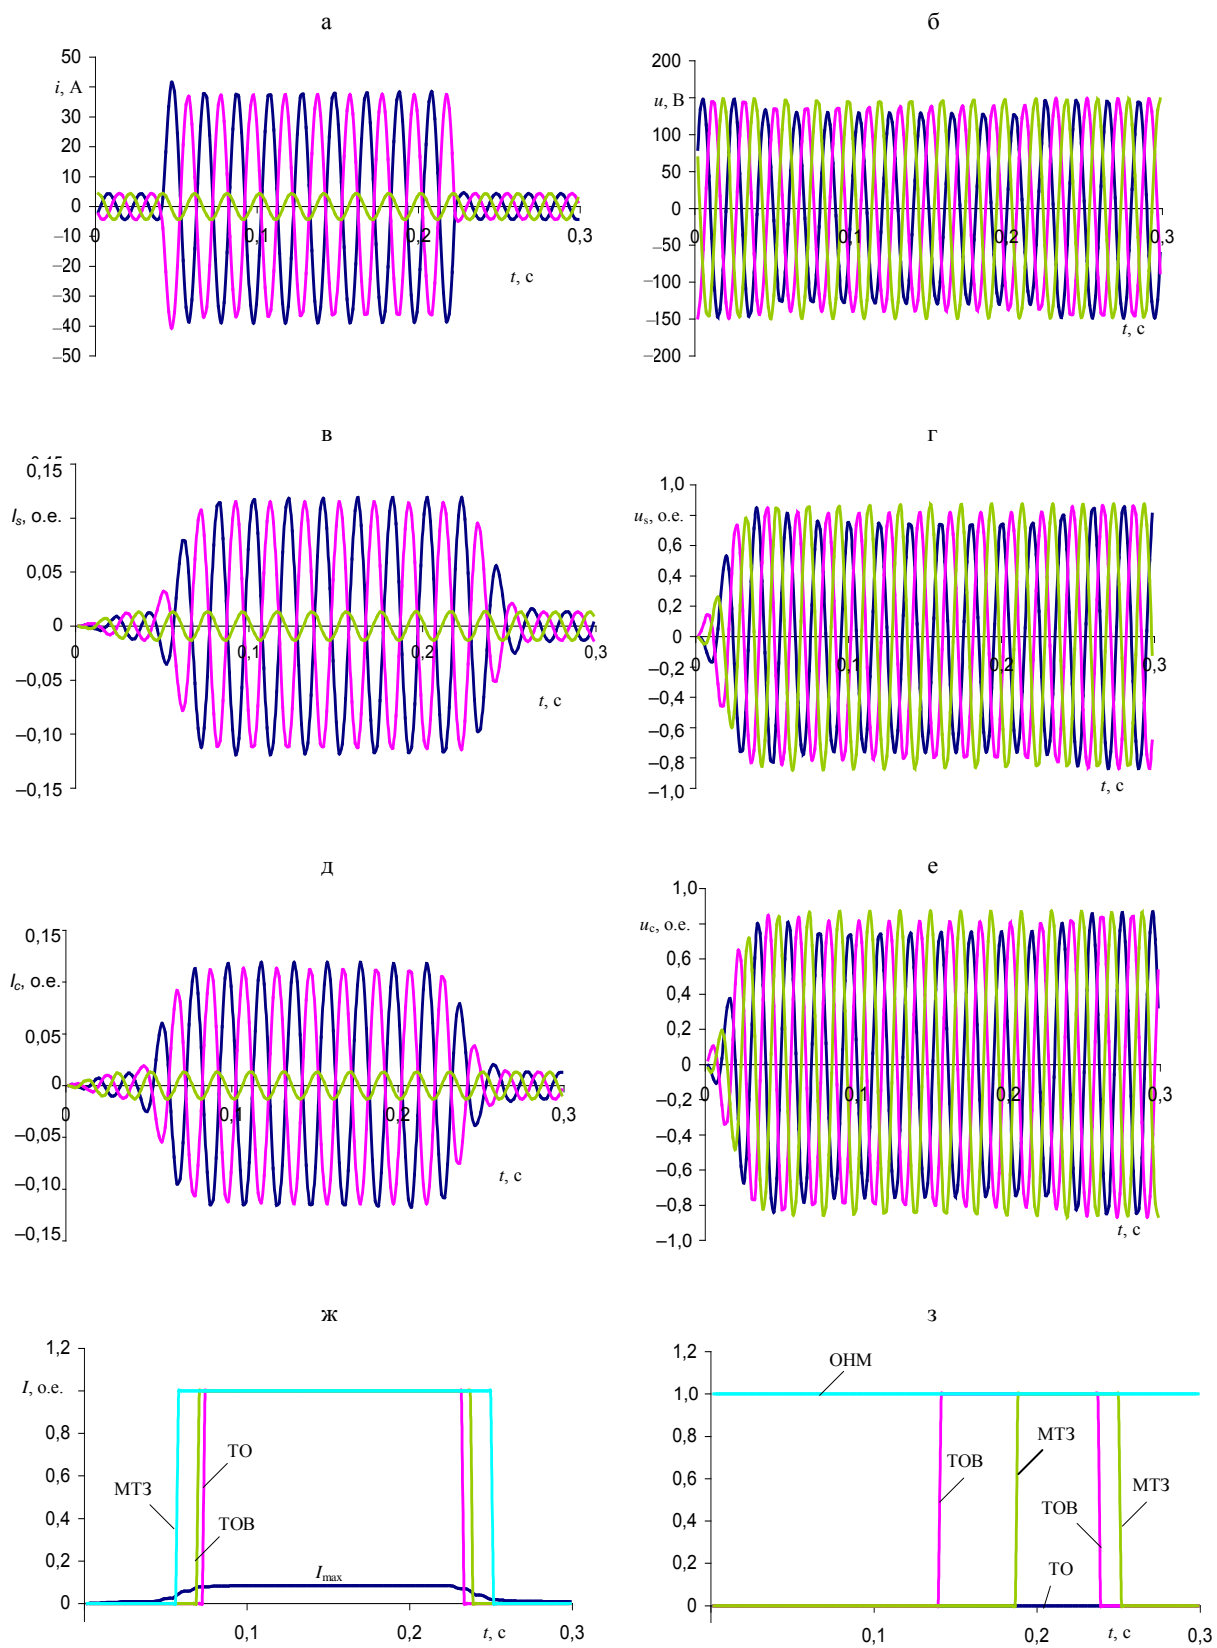 а
50
i, А
40
30
20
10
0
–10
–20
–30
–40
–50
0
0,1
0,2
0,3
t, с
б
200
u, В
150
100
50
0
–50
–100
–150
–200
0
0,1
0,2
0,3
t, с
в
0,15
Is, о.е.
0,05
0
–0,05
–0,10
–0,15
0
0,1
0,2
0,3
t, с
г
1,0
us, о.е.
0,8
0,6
0,4
0,2
0
–0,2
–0,4
–0,6
–0,8
–1,0
0
0,1
0,2
0,3
t, с
д
0,15
Ic, о.е.
0,05
0
–0,05
–0,10
–0,15
0
0,1
0,2
0,3
t, с
е
1,0
uc, о.е.
0,8
0,6
0,4
0,2
0
–0,2
–0,4
–0,6
–0,8
–1,0
0
0,1
0,2
0,3
t, с
ж
1,2
I, о.е.
1,0
0,8
0,6
0,4
0,2
0
МТЗ
ТО
ТОВ
Imax
0,1
0,2
t, с
0,3
з
1,2
1,0
0,8
0,6
0,4
0,2
0
ОНМ
ТОВ
МТЗ
ТОВ
МТЗ
ТО
0,1
0,2
t, с
0,3